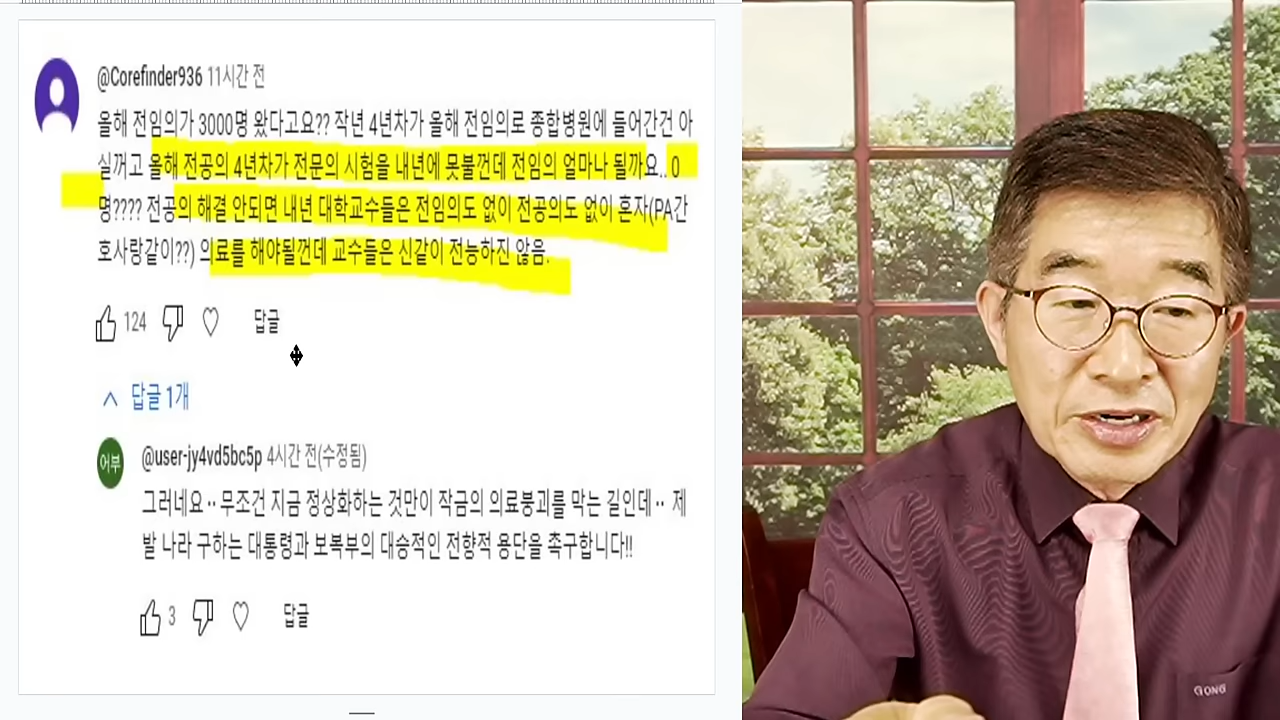 @Corefinder936 11시간 전
올해 전임의가 3000명 왔다고요?? 작년 4년차가 올해 전임의로 종합병원에 들어간건 아
실꺼고 올해 전공의 4년차가 전문의 시험을 내년에 못볼껀데 전임의 얼마나 될까요.. 0
명???? 전공의 해결 안되면 내년 대학교수들은 전임의도 없이 전공의도 없이 혼자(PA간
호사랑같이??) 의료를 해야될껀데 교수들은 신같이 전능하진 않음.
124 답글
답글 1개
어부
@user-jy4vd5bc5p 4시간 전(수정됨)
그러네요·· 무조건 지금 정상화하는 것만이 작금의 의료붕괴를 막는 길인데·· 제
발 나라 구하는 대통령과 보복부의 대승적인 전향적 용단을 촉구합니다!!
3 답글
GONG